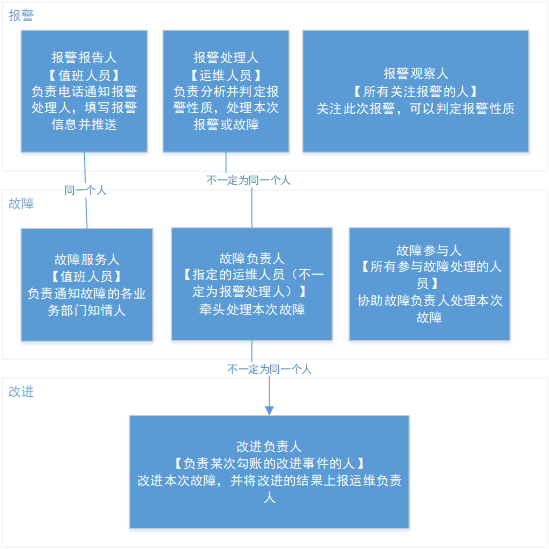 报警
报警报告人
【值班人员】
负责电话通知报警
处理人，填写报警
信息并推送
报警处理人
【运维人员】
负责分析并判定报
警性质，处理本次
报警或故障
报警观察人
【所有关注报警的人】
关注此次报警，可以判定报警性质
同一个人
不一定为同一个人
故障
故障服务人
【值班人员】
负责通知故障的各业
务部门知情人
故障负责人
【指定的运维人员（不一
定为报警处理人）】
牵头处理本次故障
故障参与人
【所有参与故障处理的人
员】
协助故障负责人处理本次
故障
不一定为同一个人
改进
改进负责人
【负责某次勾账的改进事件的人】
改进本次故障，并将改进的结果上报运维负责
人